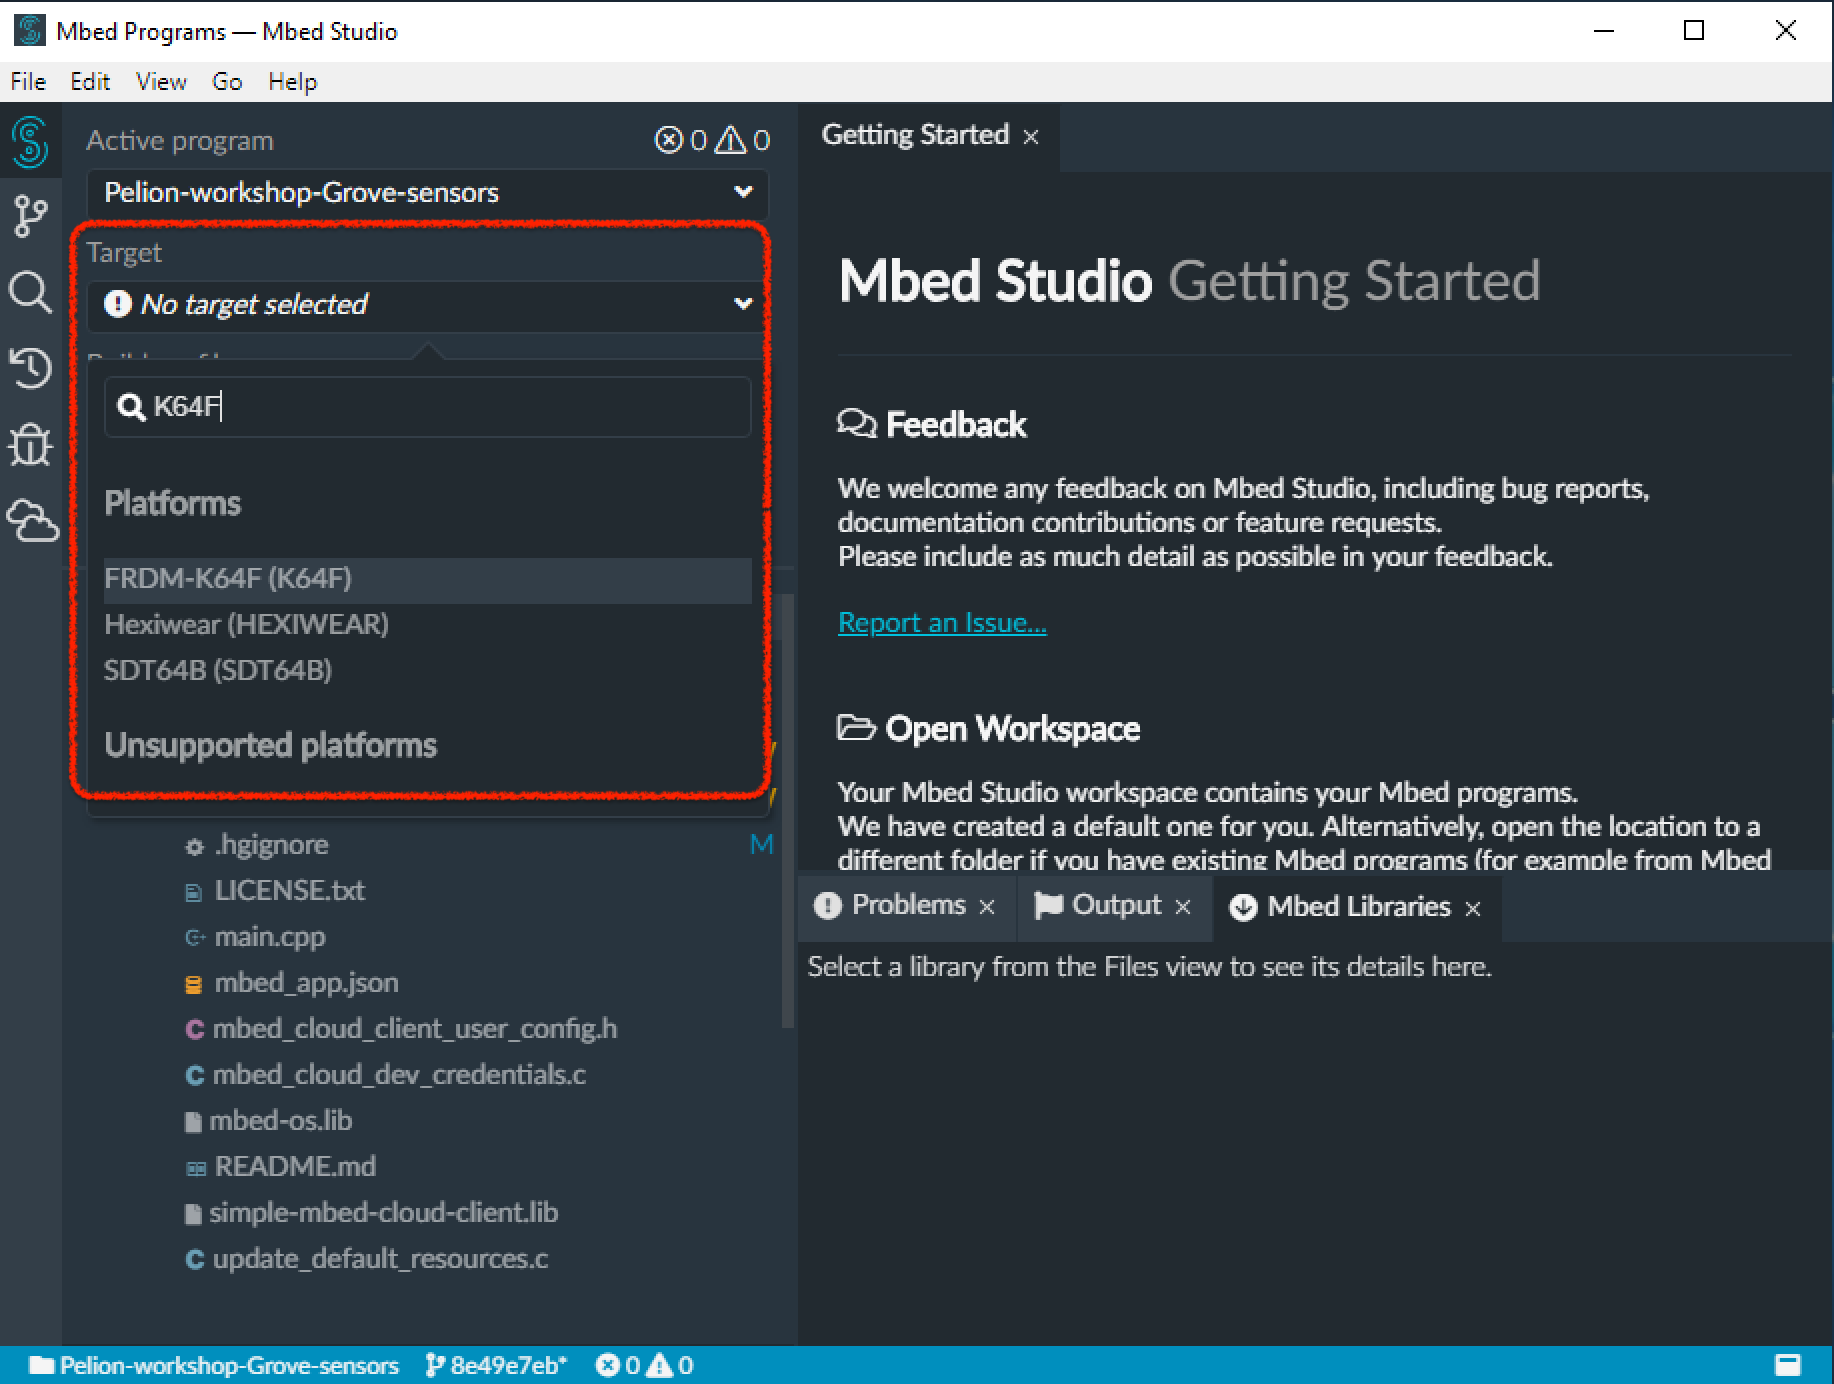 Mbed Programs — Mbed Studio
File Edit View Go Help
Active program
0 0
Pelion-workshop-Grove-sensors
Target
No target selected
K64F
Platforms
FRDM-K64F (K64F)
Hexiwear (HEXIWEAR)
SDT64B (SDT64B)
Unsupported platforms
.hgignore M
LICENSE.txt
main.cpp
mbed_app.json
mbed_cloud_client_user_config.h
mbed_cloud_dev_credentials.c
mbed-os.lib
README.md
simple-mbed-cloud-client.lib
update_default_resources.c
Getting Started
Mbed Studio Getting Started
Feedback
We welcome any feedback on Mbed Studio, including bug reports,
documentation contributions or feature requests.
Please include as much detail as possible in your feedback.
Report an Issue...
Open Workspace
Your Mbed Studio workspace contains your Mbed programs.
We have created a default one for you. Alternatively, open the location to a
different folder if you have existing Mbed programs (for example from Mbed
Problems Output Mbed Libraries
Select a library from the Files view to see its details here.
Pelion-workshop-Grove-sensors 8e49e7eb* 0 0